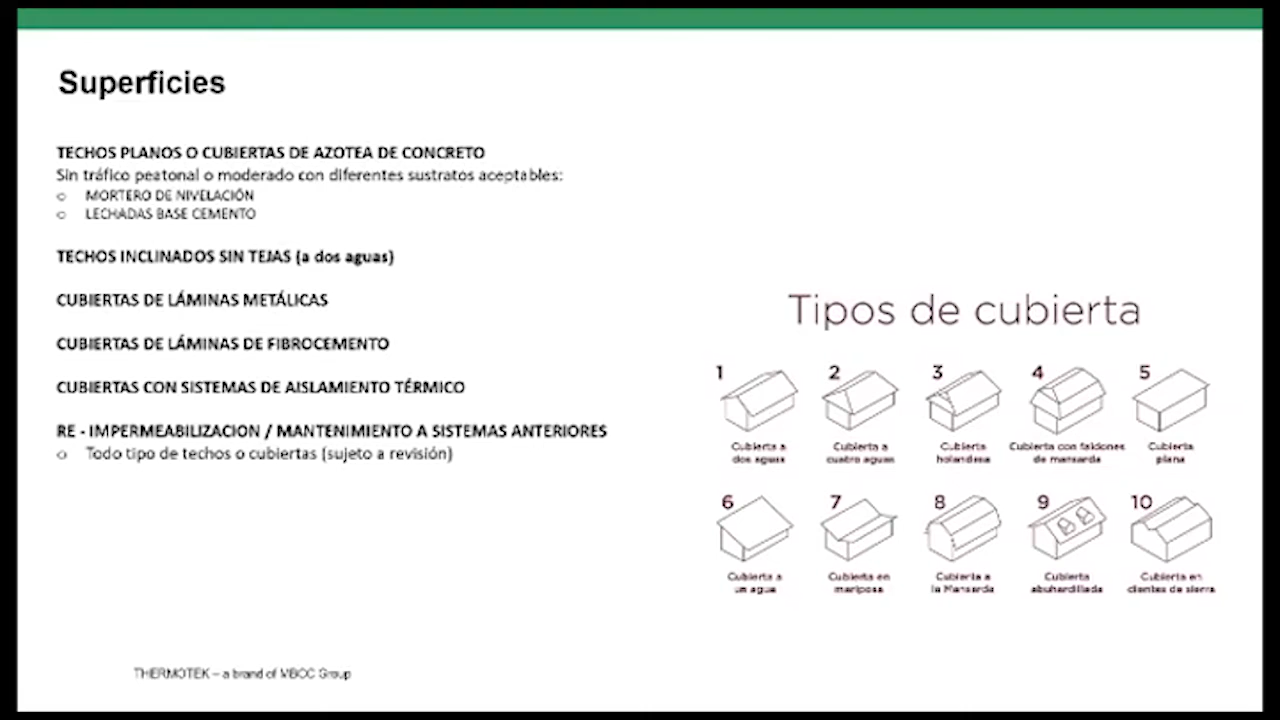 Superficies
TECHOS PLANOS O CUBIERTAS DE AZOTEA DE CONCRETO
Sin tráfico peatonal o moderado con diferentes sustratos aceptables:
o MORTERO DE NIVELACIÓN
o LECHADAS BASE CEMENTO
TECHOS INCLINADOS SIN TEJAS (a dos aguas)
CUBIERTAS DE LÁMINAS METÁLICAS
CUBIERTAS DE LÁMINAS DE FIBROCEMENTO
CUBIERTAS CON SISTEMAS DE AISLAMIENTO TÉRMICO
RE - IMPERMEABILIZACION / MANTENIMIENTO A SISTEMAS ANTERIORES
o Todo tipo de techos o cubiertas (sujeto a revisión)
Tipos de cubierta
1
Cubierta a
dos aguas
2
Cubierta a
cuatro aguas
3
Cubierta
holandesa
4
Cubierta con faldones
de mansarda
5
Cubierta
plana
6
Cubierta a
un agua
7
Cubierta en
mariposa
8
Cubierta a
la Mansarda
9
Cubierta
abuhardillada
10
Cubierta en
dientes de sierra
THERMOTEK – a brand of MBCC Group